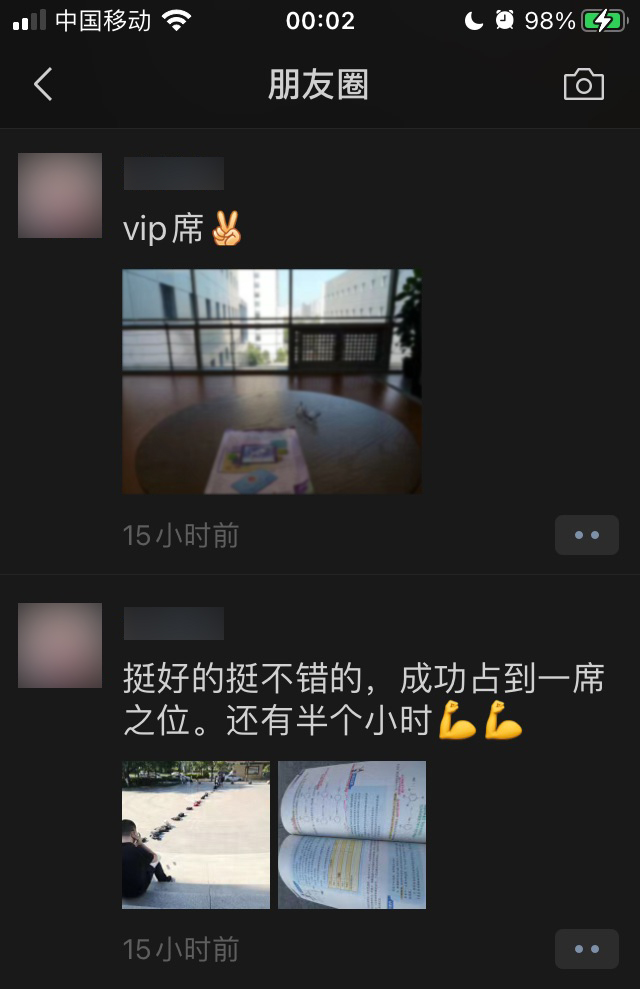 中国移动 00:02 98%
朋友圈
vip席✌️
15小时前
挺好的挺不错的，成功占到一席
之位。还有半个小时💪💪
15小时前